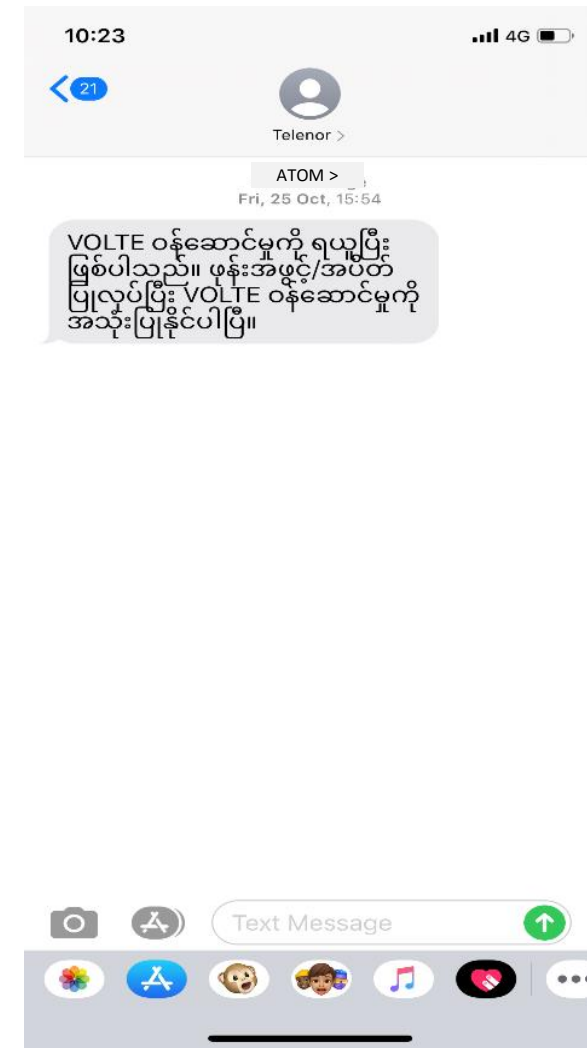 10:23
4G
21
Telenor >
ATOM >
Fri, 25 Oct, 15:54
VOLTE ဝန်ဆောင်မှုကို ရယူပြီး
ဖြစ်ပါသည်။ ဖုန်းအဖွင့်/အပိတ်
ပြုလုပ်ပြီး VOLTE ဝန်ဆောင်မှုကို
အသုံးပြုနိုင်ပါပြီ။
Text Message